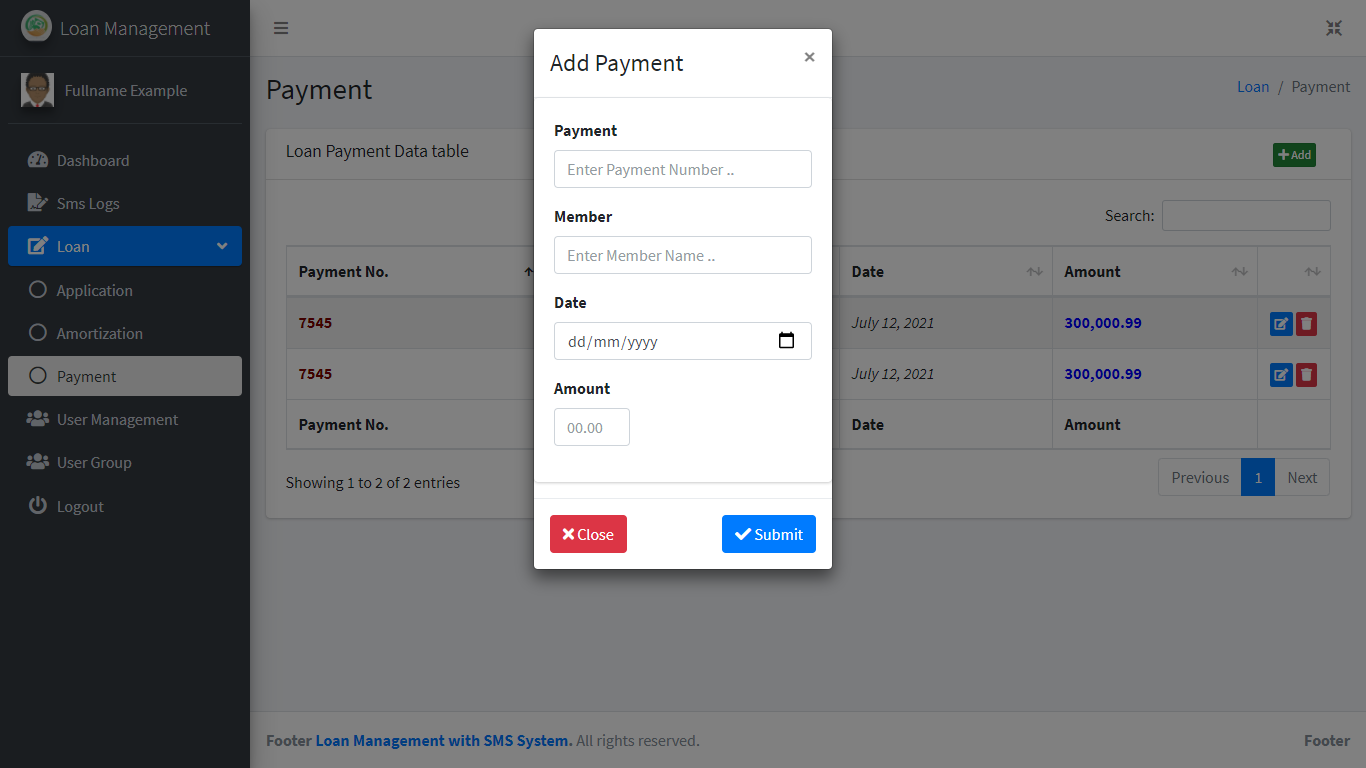 Loan Management
Fullname Example
Dashboard
Sms Logs
Loan
Application
Amortization
Payment
User Management
User Group
Logout
Payment
Loan / Payment
Loan Payment Data table
Add
Search:
Payment No. Date Amount
7545 July 12, 2021 300,000.99
7545 July 12, 2021 300,000.99
Payment No. Date Amount
Showing 1 to 2 of 2 entries
Previous 1 Next
Add Payment ×
Payment
Enter Payment Number ..
Member
Enter Member Name ..
Date
dd/mm/yyyy
Amount
00.00
Close Submit
Footer Loan Management with SMS System. All rights reserved. Footer